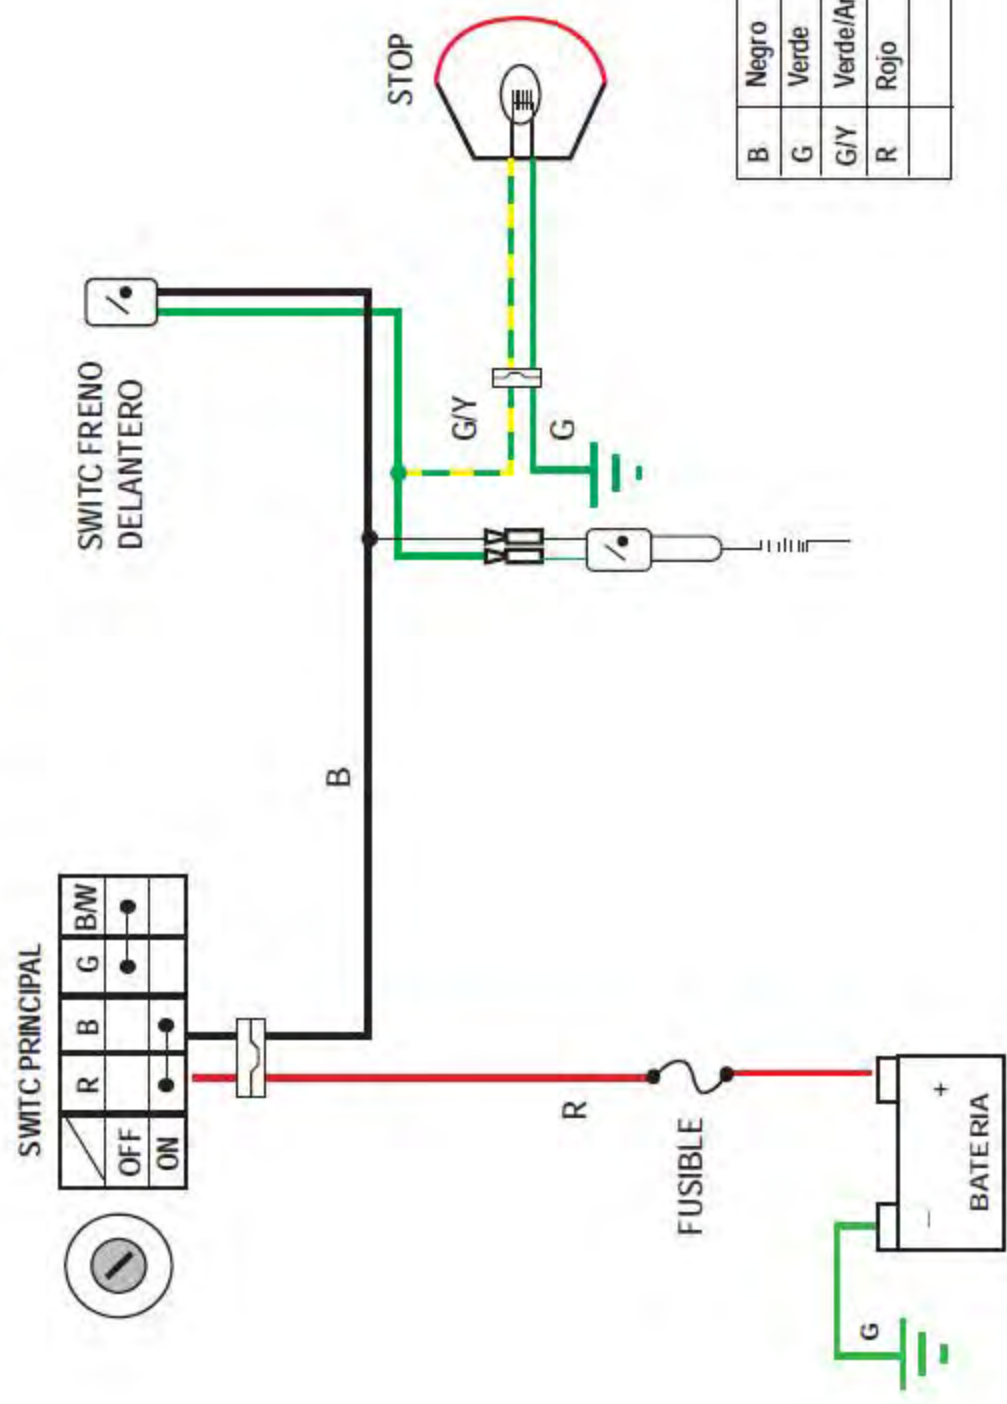 SWITC PRINCIPAL
R B G B/W
OFF
ON
SWITC FRENO
DELANTERO
STOP
B
G/Y
G
R
FUSIBLE
+
–
BATERIA
G
B Negro
G Verde
G/Y
R Rojo